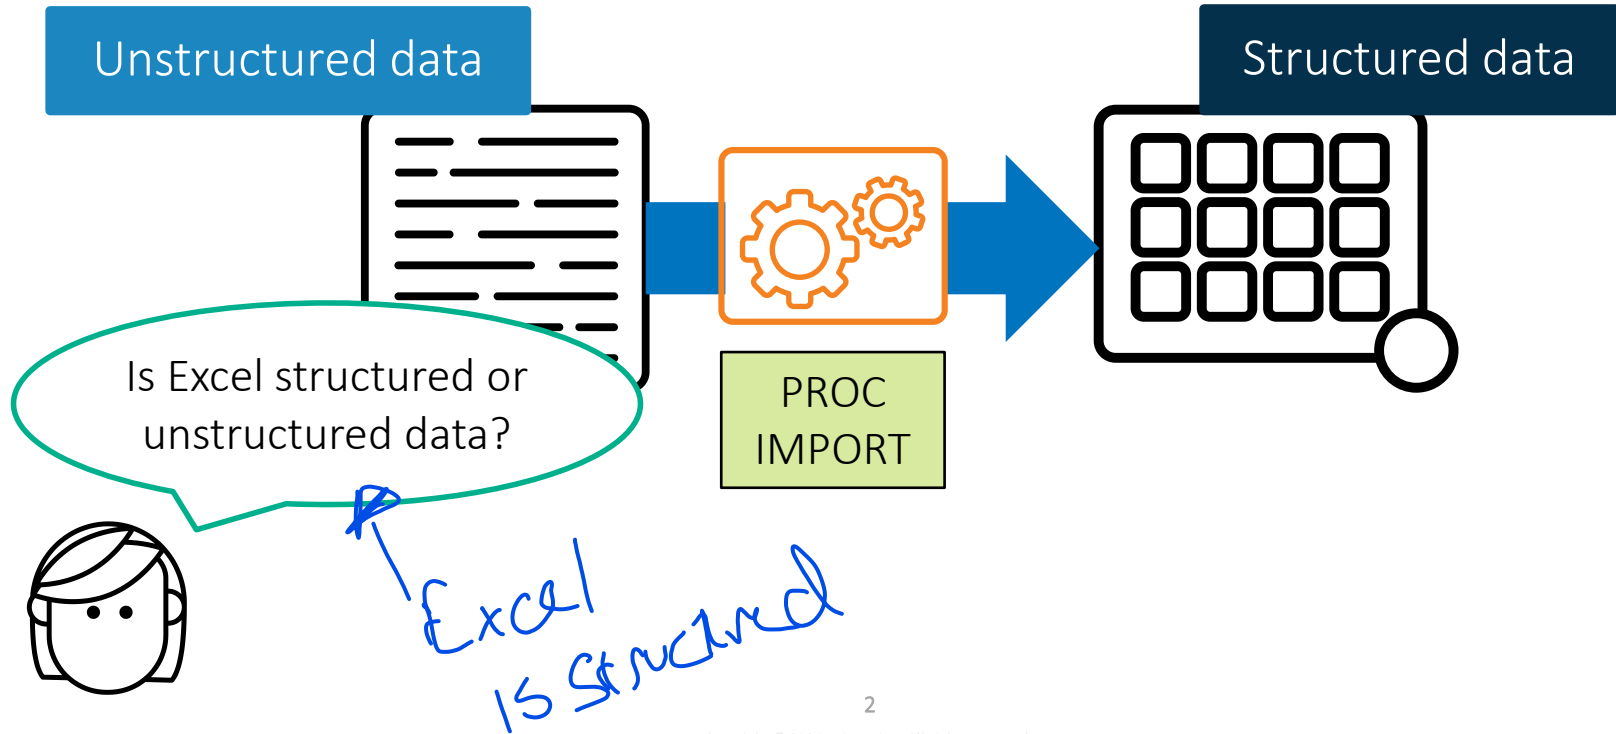 Unstructured data
Structured data
Is Excel structured or
unstructured data?
PROC
IMPORT
Excel
is structured
2